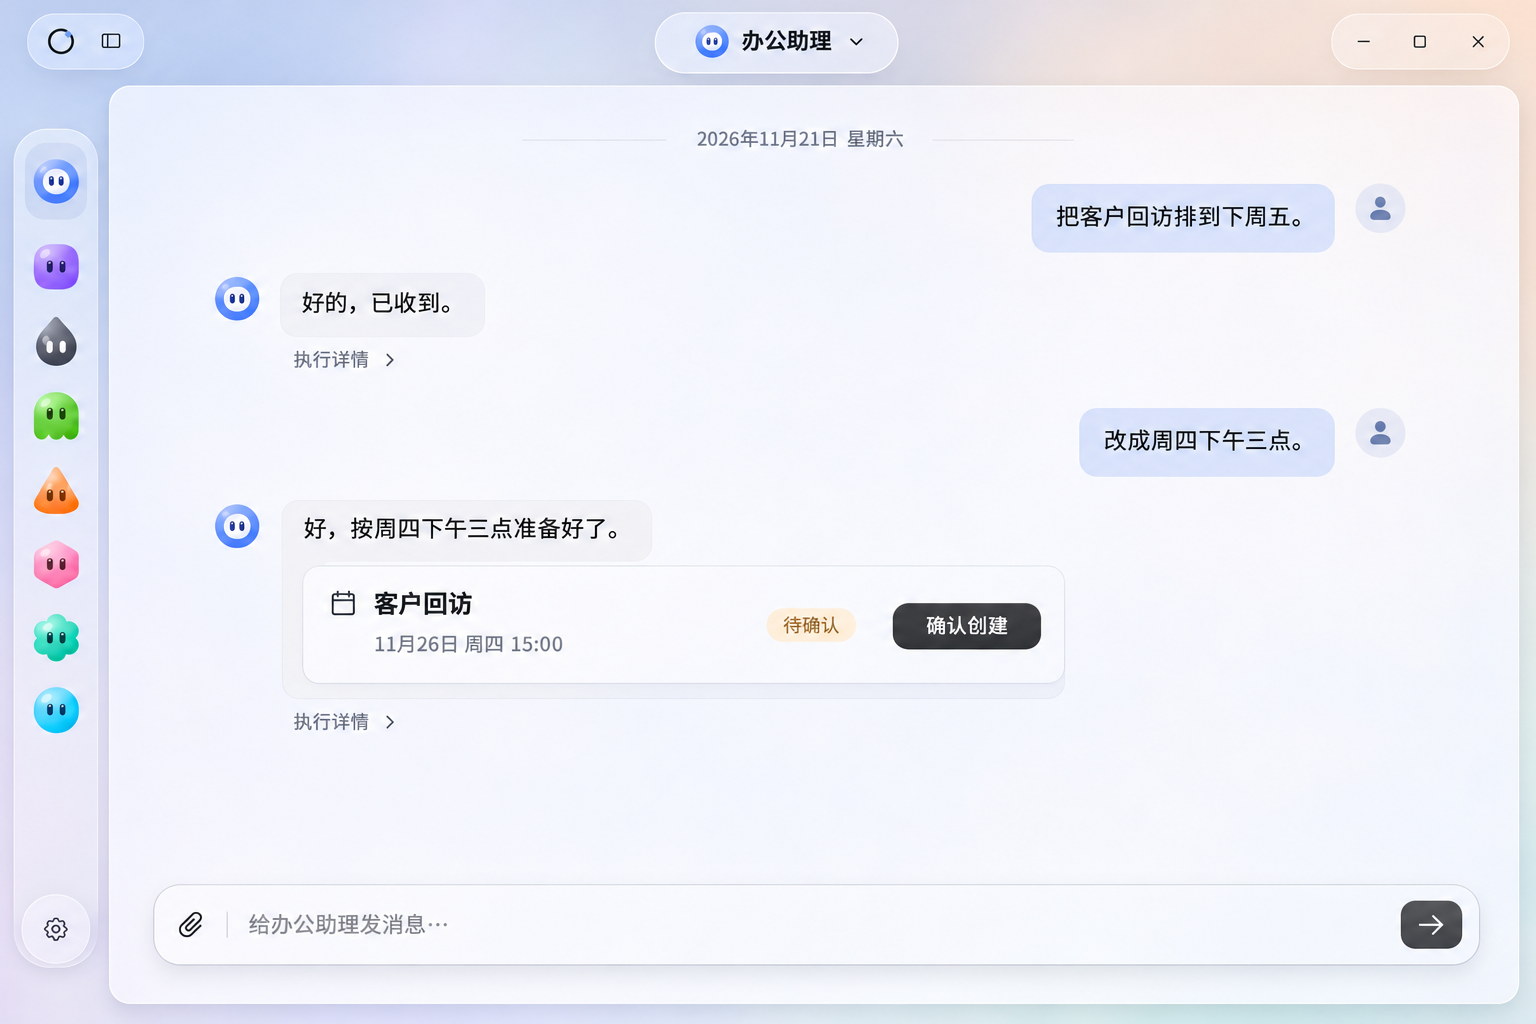 办公助理
2026年11月21日 星期六
把客户回访排到下周五。
好的，已收到。
执行详情
改成周四下午三点。
好，按周四下午三点准备好了。
客户回访
11月26日 周四 15:00
待确认
确认创建
执行详情
给办公助理发消息…